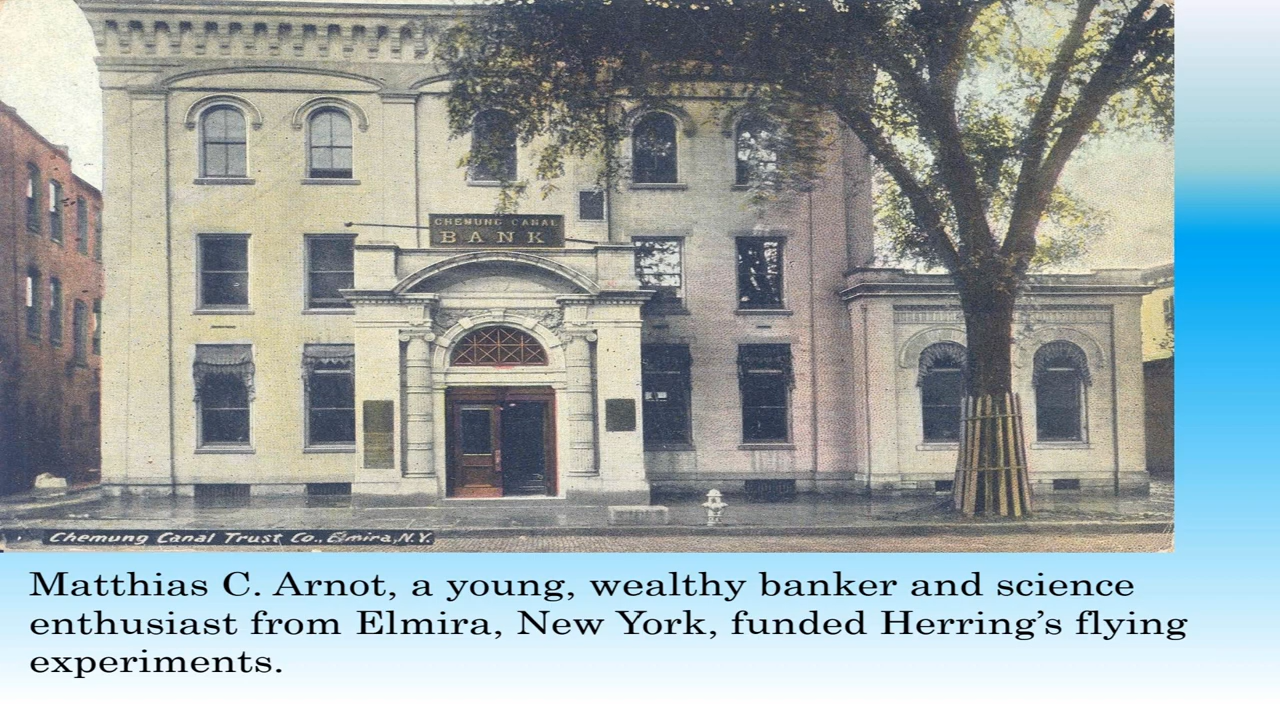 CHEMUNG CANAL
BANK
Chemung Canal Trust Co., Elmira, N.Y.
Matthias C. Arnot, a young, wealthy banker and science
enthusiast from Elmira, New York, funded Herring’s flying
experiments.